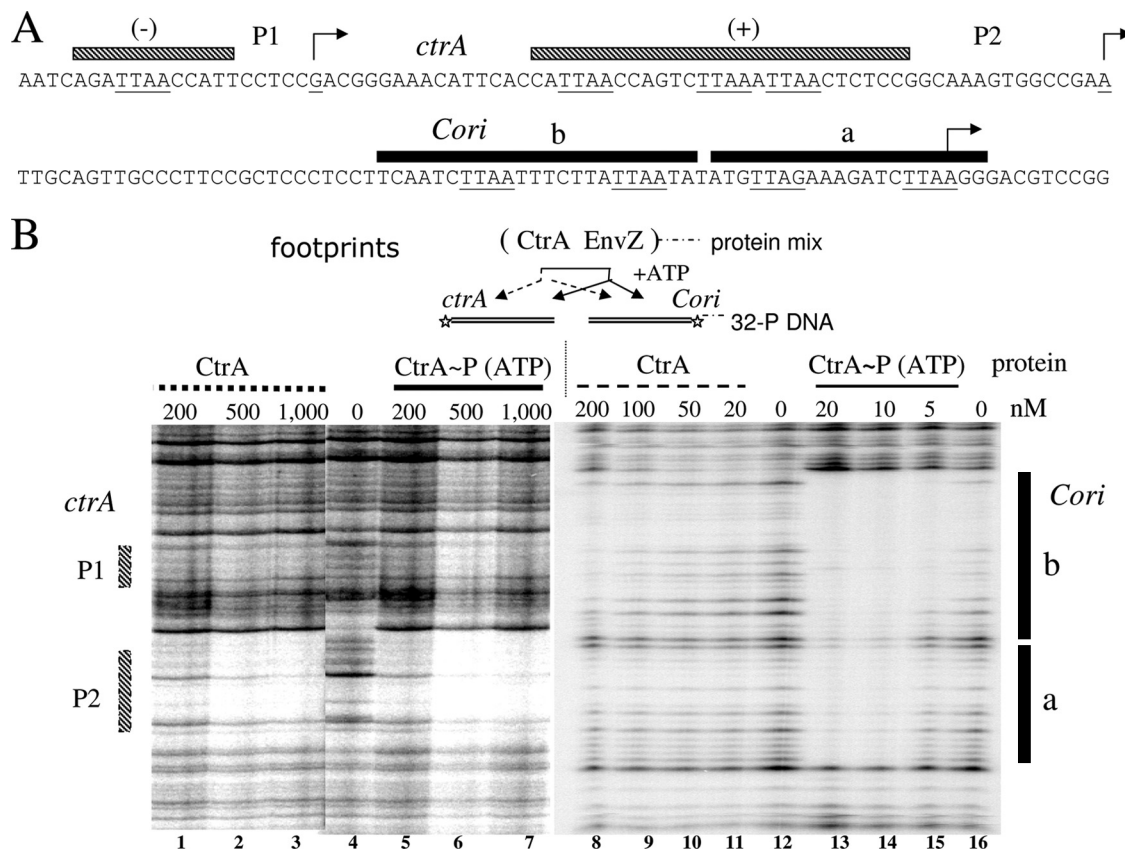 A
(-) P1 ctrA (+) P2
AATCAGATTAACCATTCCTCCGACGGGAAACATTCACCATTAACCAGTCTTAAATTAACTCTCCGGCAAAGTGGCCGAA
Cori b a
TTGCAGTTGCCCTTCCGCTCCCTCCTTCAATCTTAATTTCTTATTAATATATGTTAGAAAGATCTTAAGGGACGTCCGG
B
footprints
( CtrA EnvZ ) protein mix
+ATP
ctrA Cori
32-P DNA
CtrA CtrA~P (ATP) CtrA CtrA~P (ATP) protein
200 500 1,000 0 200 500 1,000 200 100 50 20 0 20 10 5 0 nM
ctrA Cori
P1 b
P2 a
1 2 3 4 5 6 7 8 9 10 11 12 13 14 15 16